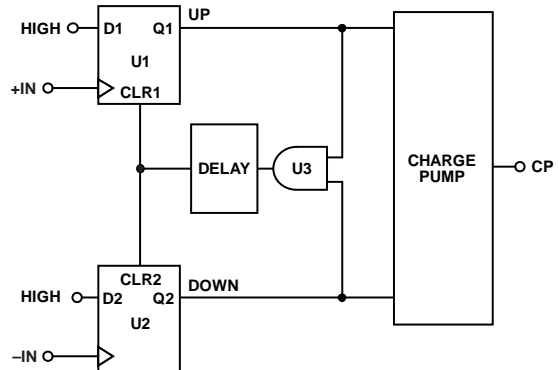 UP
HIGH
D1
Q1
U1
+IN
CLR1
DELAY
U3
CHARGE
PUMP
CP
CLR2
DOWN
HIGH
D2
Q2
U2
–IN